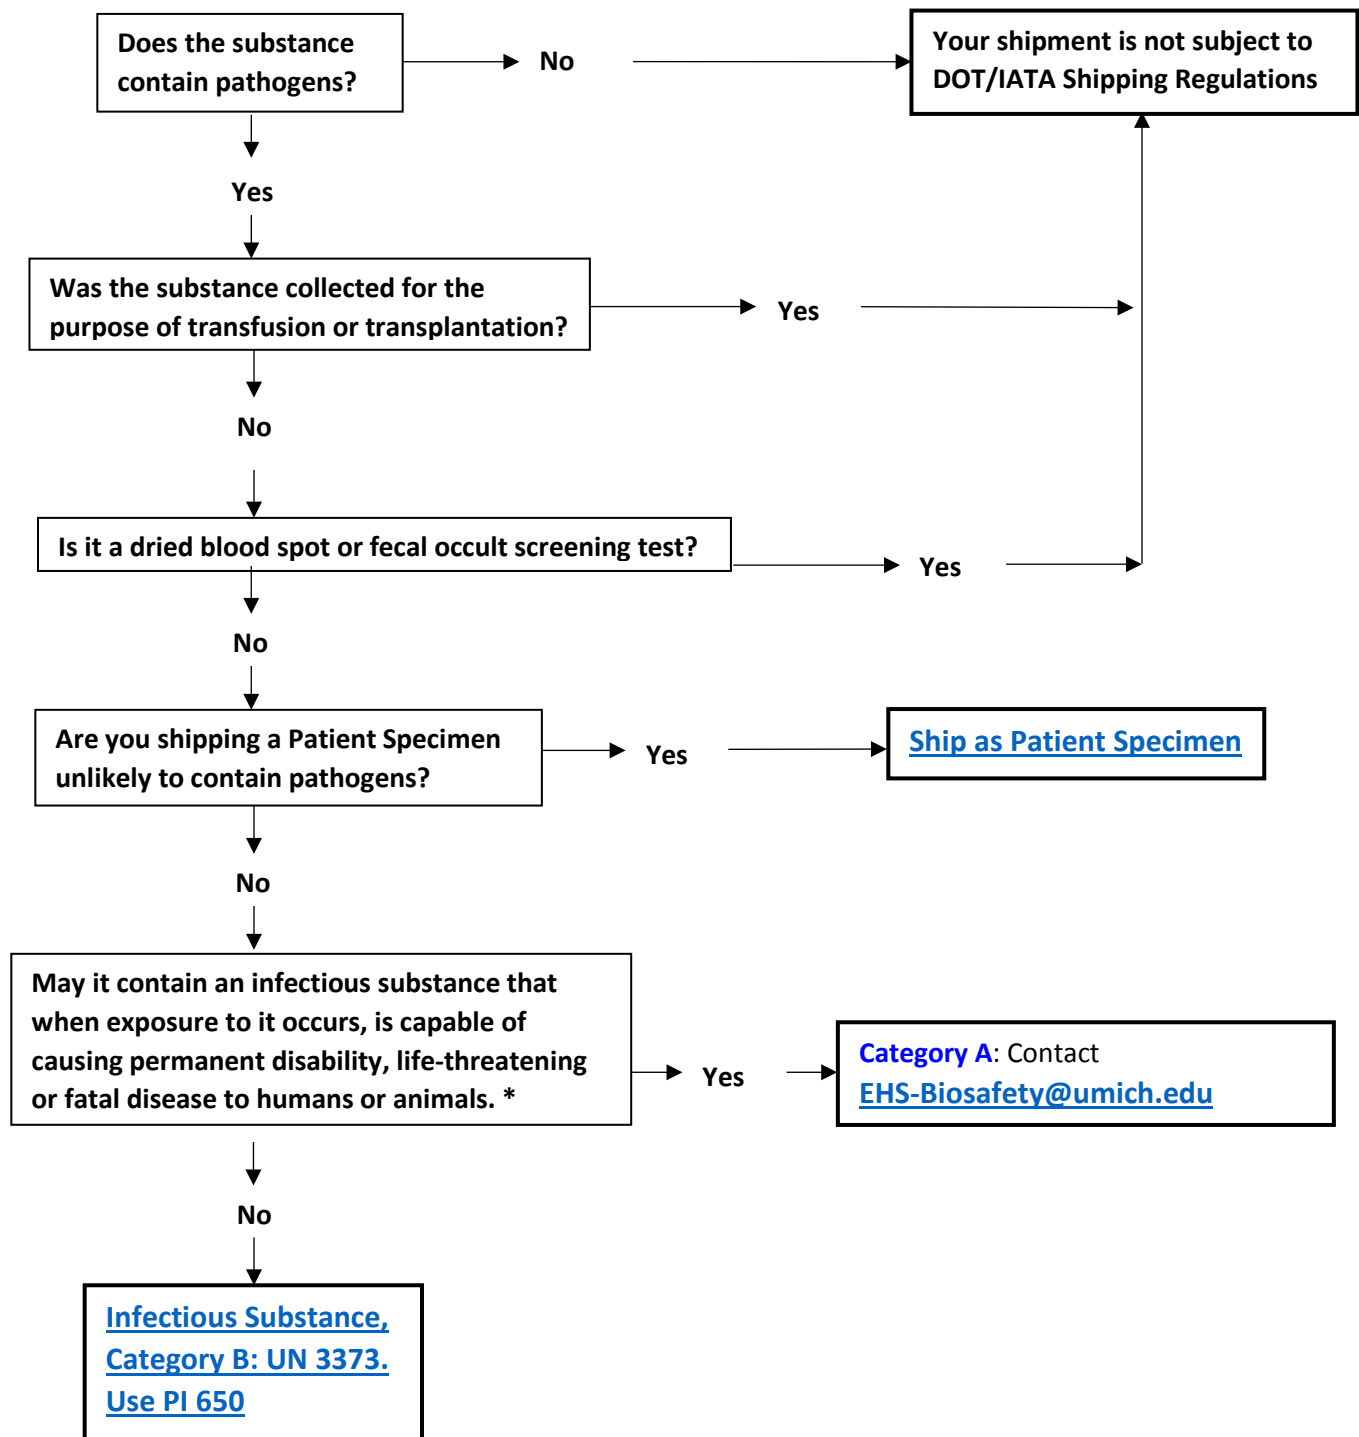 Does the substance
contain pathogens?
No
Your shipment is not subject to
DOT/IATA Shipping Regulations
Yes
Was the substance collected for the
purpose of transfusion or transplantation?
Yes
No
Is it a dried blood spot or fecal occult screening test?
Yes
No
Are you shipping a Patient Specimen
unlikely to contain pathogens?
Yes
Ship as Patient Specimen
No
May it contain an infectious substance that
when exposure to it occurs, is capable of
causing permanent disability, life-threatening
or fatal disease to humans or animals. *
Yes
Category A: Contact
EHS-Biosafety@umich.edu
No
Infectious Substance,
Category B: UN 3373.
Use PI 650